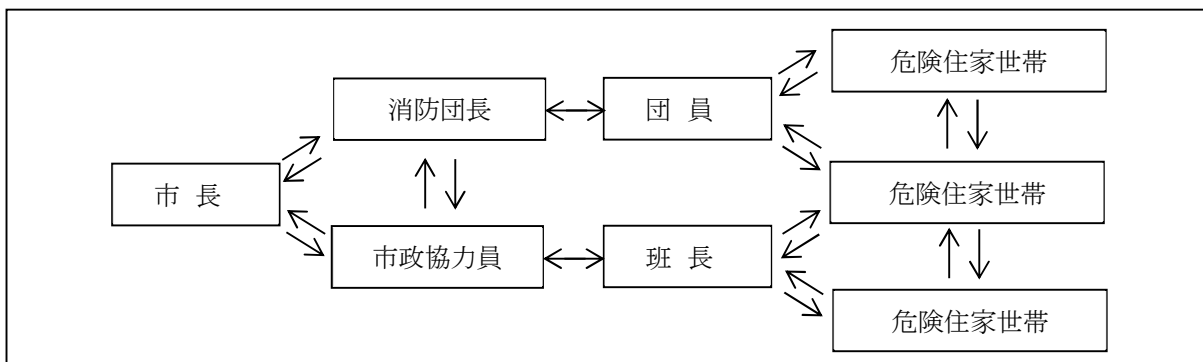 危険住家世帯
消防団長
団 員
市 長
危険住家世帯
市政協力員
班 長
危険住家世帯